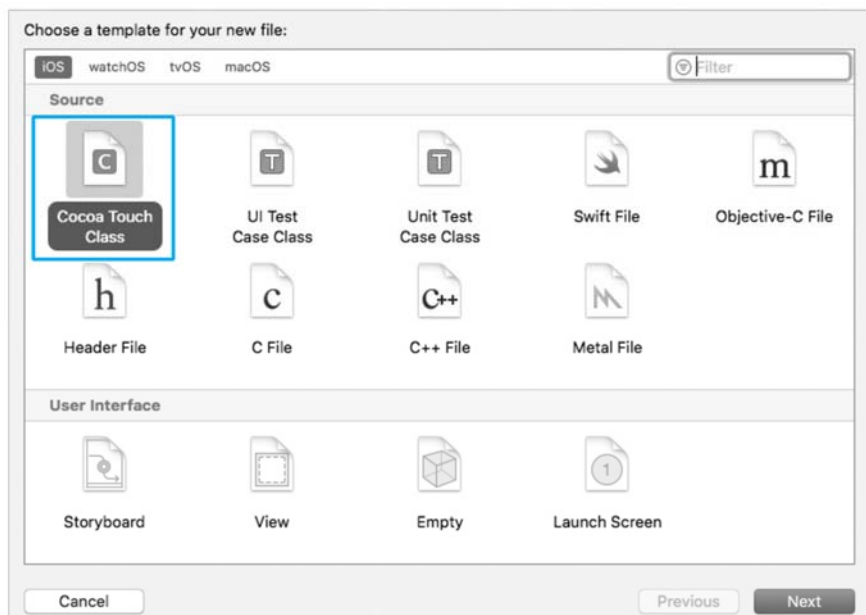 Choose a template for your new file:
iOS watchOS tvOS macOS Filter
Source
C T T m
Cocoa Touch Class UI Test Case Class Unit Test Case Class Swift File Objective-C File
h c C++
Header File C File C++ File Metal File
User Interface
1
Storyboard View Empty Launch Screen
Cancel Previous Next